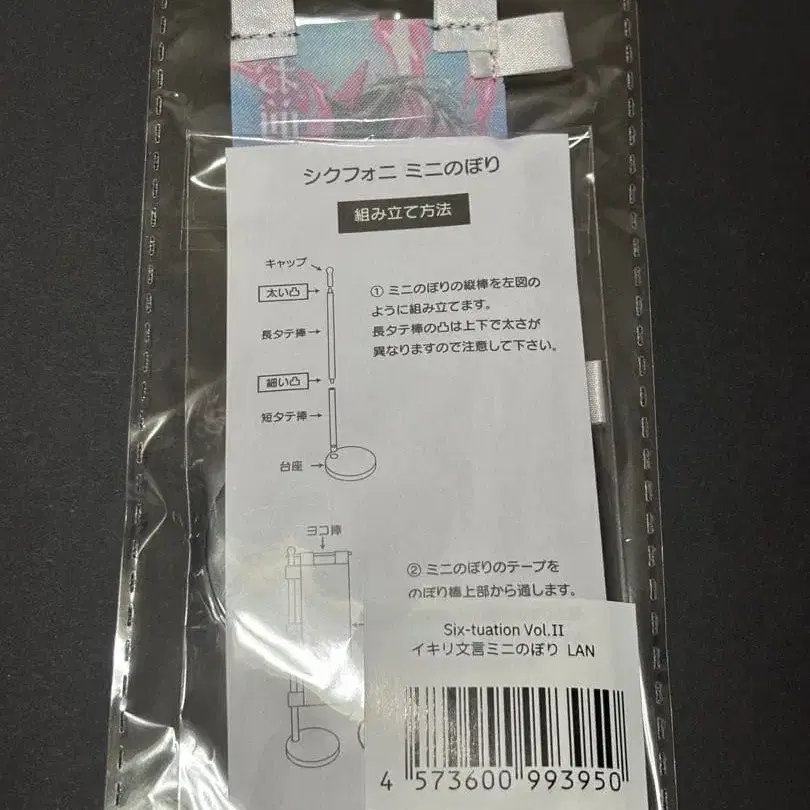 シクフォニ ミニのぼり
組み立て方法
キャップ
太い凸
長タテ棒
細い凸
短タテ棒
台座
① ミニのぼりの縦棒を左図の
ように組み立てます。
長タテ棒の凸は上下で太さが
異なりますので注意して下さい。
ヨコ棒
② ミニのぼりのテープを
のぼり棒上部から通します。
Six-tuation Vol.II
イキリ文言ミニのぼり LAN
4 573600 993950